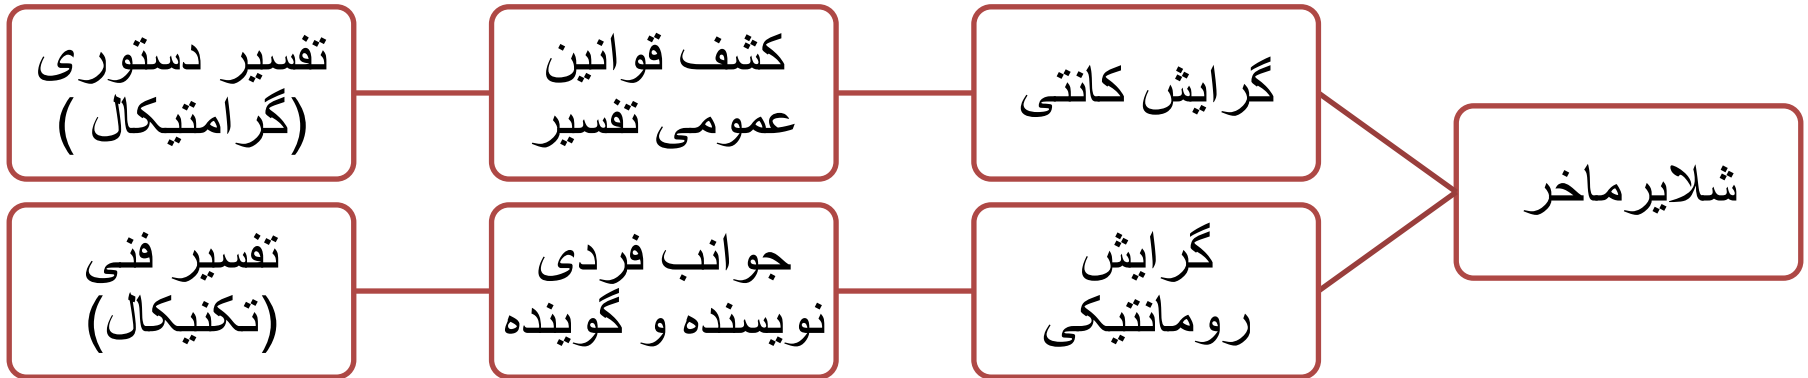 شلایرماخر
گرایش کانتی
کشف قوانین
عمومی تفسیر
تفسیر دستوری
(گرامتیکال )
گرایش
رومانتیکی
جوانب فردی
نویسنده و گوینده
تفسیر فنی
(تکنیکال)